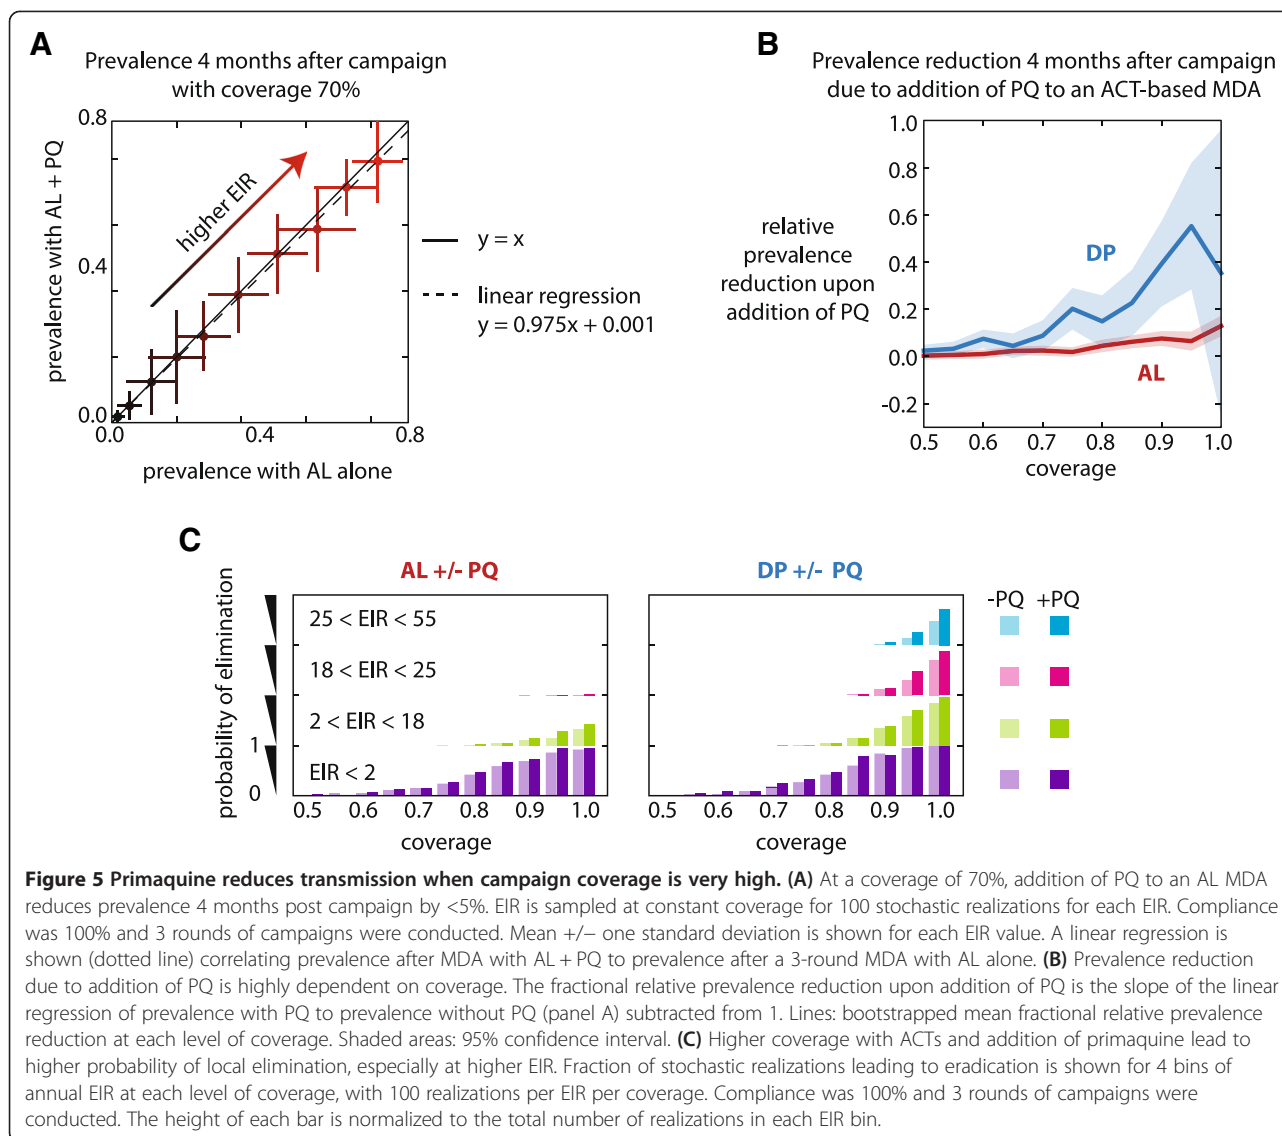 A
Prevalence 4 months after campaign
with coverage 70%
0.8
0.4
0.0
prevalence with AL + PQ
higher EIR
0.0
0.4
0.8
prevalence with AL alone
y = x
linear regression
y = 0.975x + 0.001
B
Prevalence reduction 4 months after campaign
due to addition of PQ to an ACT-based MDA
relative
prevalence
reduction upon
addition of PQ
1.0
0.8
0.6
0.4
0.2
0.0
-0.2
DP
AL
0.5
0.6
0.7
0.8
0.9
1.0
coverage
C
probability of elimination
1
0
AL +/- PQ
25 < EIR < 55
18 < EIR < 25
2 < EIR < 18
EIR < 2
0.5
0.6
0.7
0.8
0.9
1.0
coverage
DP +/- PQ
0.5
0.6
0.7
0.8
0.9
1.0
coverage
-PQ
+PQ
Figure 5 Primaquine reduces transmission when campaign coverage is very high. (A) At a coverage of 70%, addition of PQ to an AL MDA
reduces prevalence 4 months post campaign by <5%. EIR is sampled at constant coverage for 100 stochastic realizations for each EIR. Compliance
was 100% and 3 rounds of campaigns were conducted. Mean +/− one standard deviation is shown for each EIR value. A linear regression is
shown (dotted line) correlating prevalence after MDA with AL + PQ to prevalence after a 3-round MDA with AL alone. (B) Prevalence reduction
due to addition of PQ is highly dependent on coverage. The fractional relative prevalence reduction upon addition of PQ is the slope of the linear
regression of prevalence with PQ to prevalence without PQ (panel A) subtracted from 1. Lines: bootstrapped mean fractional relative prevalence
reduction at each level of coverage. Shaded areas: 95% confidence interval. (C) Higher coverage with ACTs and addition of primaquine lead to
higher probability of local elimination, especially at higher EIR. Fraction of stochastic realizations leading to eradication is shown for 4 bins of
annual EIR at each level of coverage, with 100 realizations per EIR per coverage. Compliance was 100% and 3 rounds of campaigns were
conducted. The height of each bar is normalized to the total number of realizations in each EIR bin.